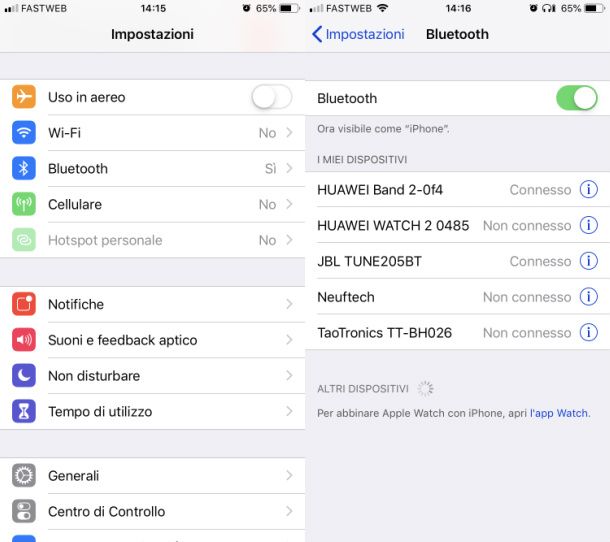 FASTWEB 14:15 65%
Impostazioni
Uso in aereo
Wi-Fi No
Bluetooth Sì
Cellulare No
Hotspot personale No
Notifiche
Suoni e feedback aptico
Non disturbare
Tempo di utilizzo
Generali
Centro di Controllo
FASTWEB 14:16 65%
Impostazioni Bluetooth
Bluetooth
Ora visibile come “iPhone”.
I MIEI DISPOSITIVI
HUAWEI Band 2-0f4 Connesso
HUAWEI WATCH 2 0485 Non connesso
JBL TUNE205BT Connesso
Neuftech Non connesso
TaoTronics TT-BH026 Non connesso
ALTRI DISPOSITIVI
Per abbinare Apple Watch con iPhone, apri l'app Watch.